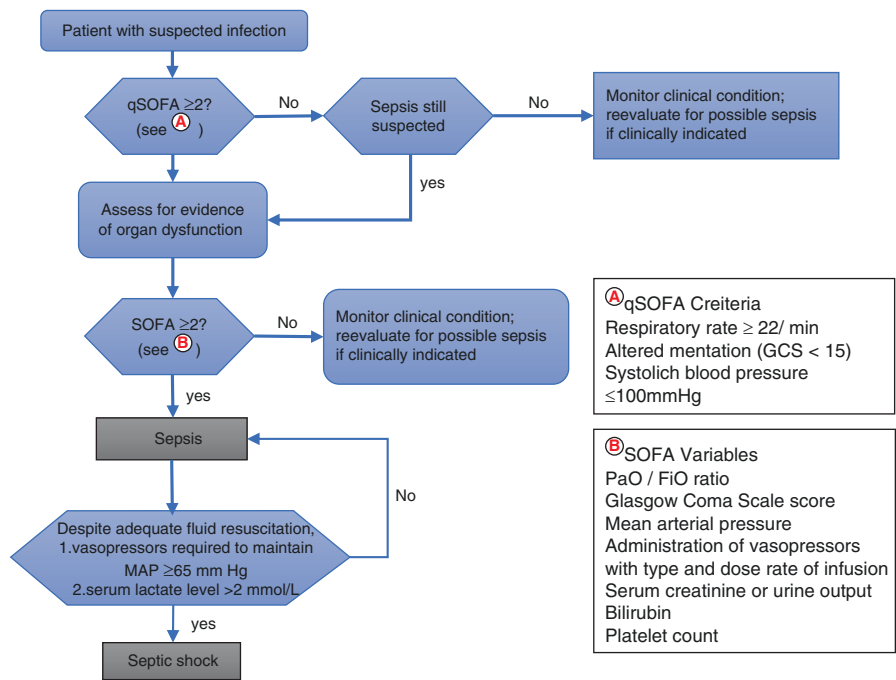 Patient with suspected infection
qSOFA ≥2?
(see A )
No
Sepsis still
suspected
No
Monitor clinical condition;
reevaluate for possible sepsis
if clinically indicated
yes
Assess for evidence
of organ dysfunction
SOFA ≥2?
(see B )
No
Monitor clinical condition;
reevaluate for possible sepsis
if clinically indicated
yes
Sepsis
No
Despite adequate fluid resuscitation,
1.vasopressors required to maintain
MAP ≥65 mm Hg
2.serum lactate level >2 mmol/L
yes
Septic shock
A qSOFA Creiteria
Respiratory rate ≥ 22/ min
Altered mentation (GCS < 15)
Systolich blood pressure
≤100mmHg
B SOFA Variables
PaO / FiO ratio
Glasgow Coma Scale score
Mean arterial pressure
Administration of vasopressors
with type and dose rate of infusion
Serum creatinine or urine output
Bilirubin
Platelet count